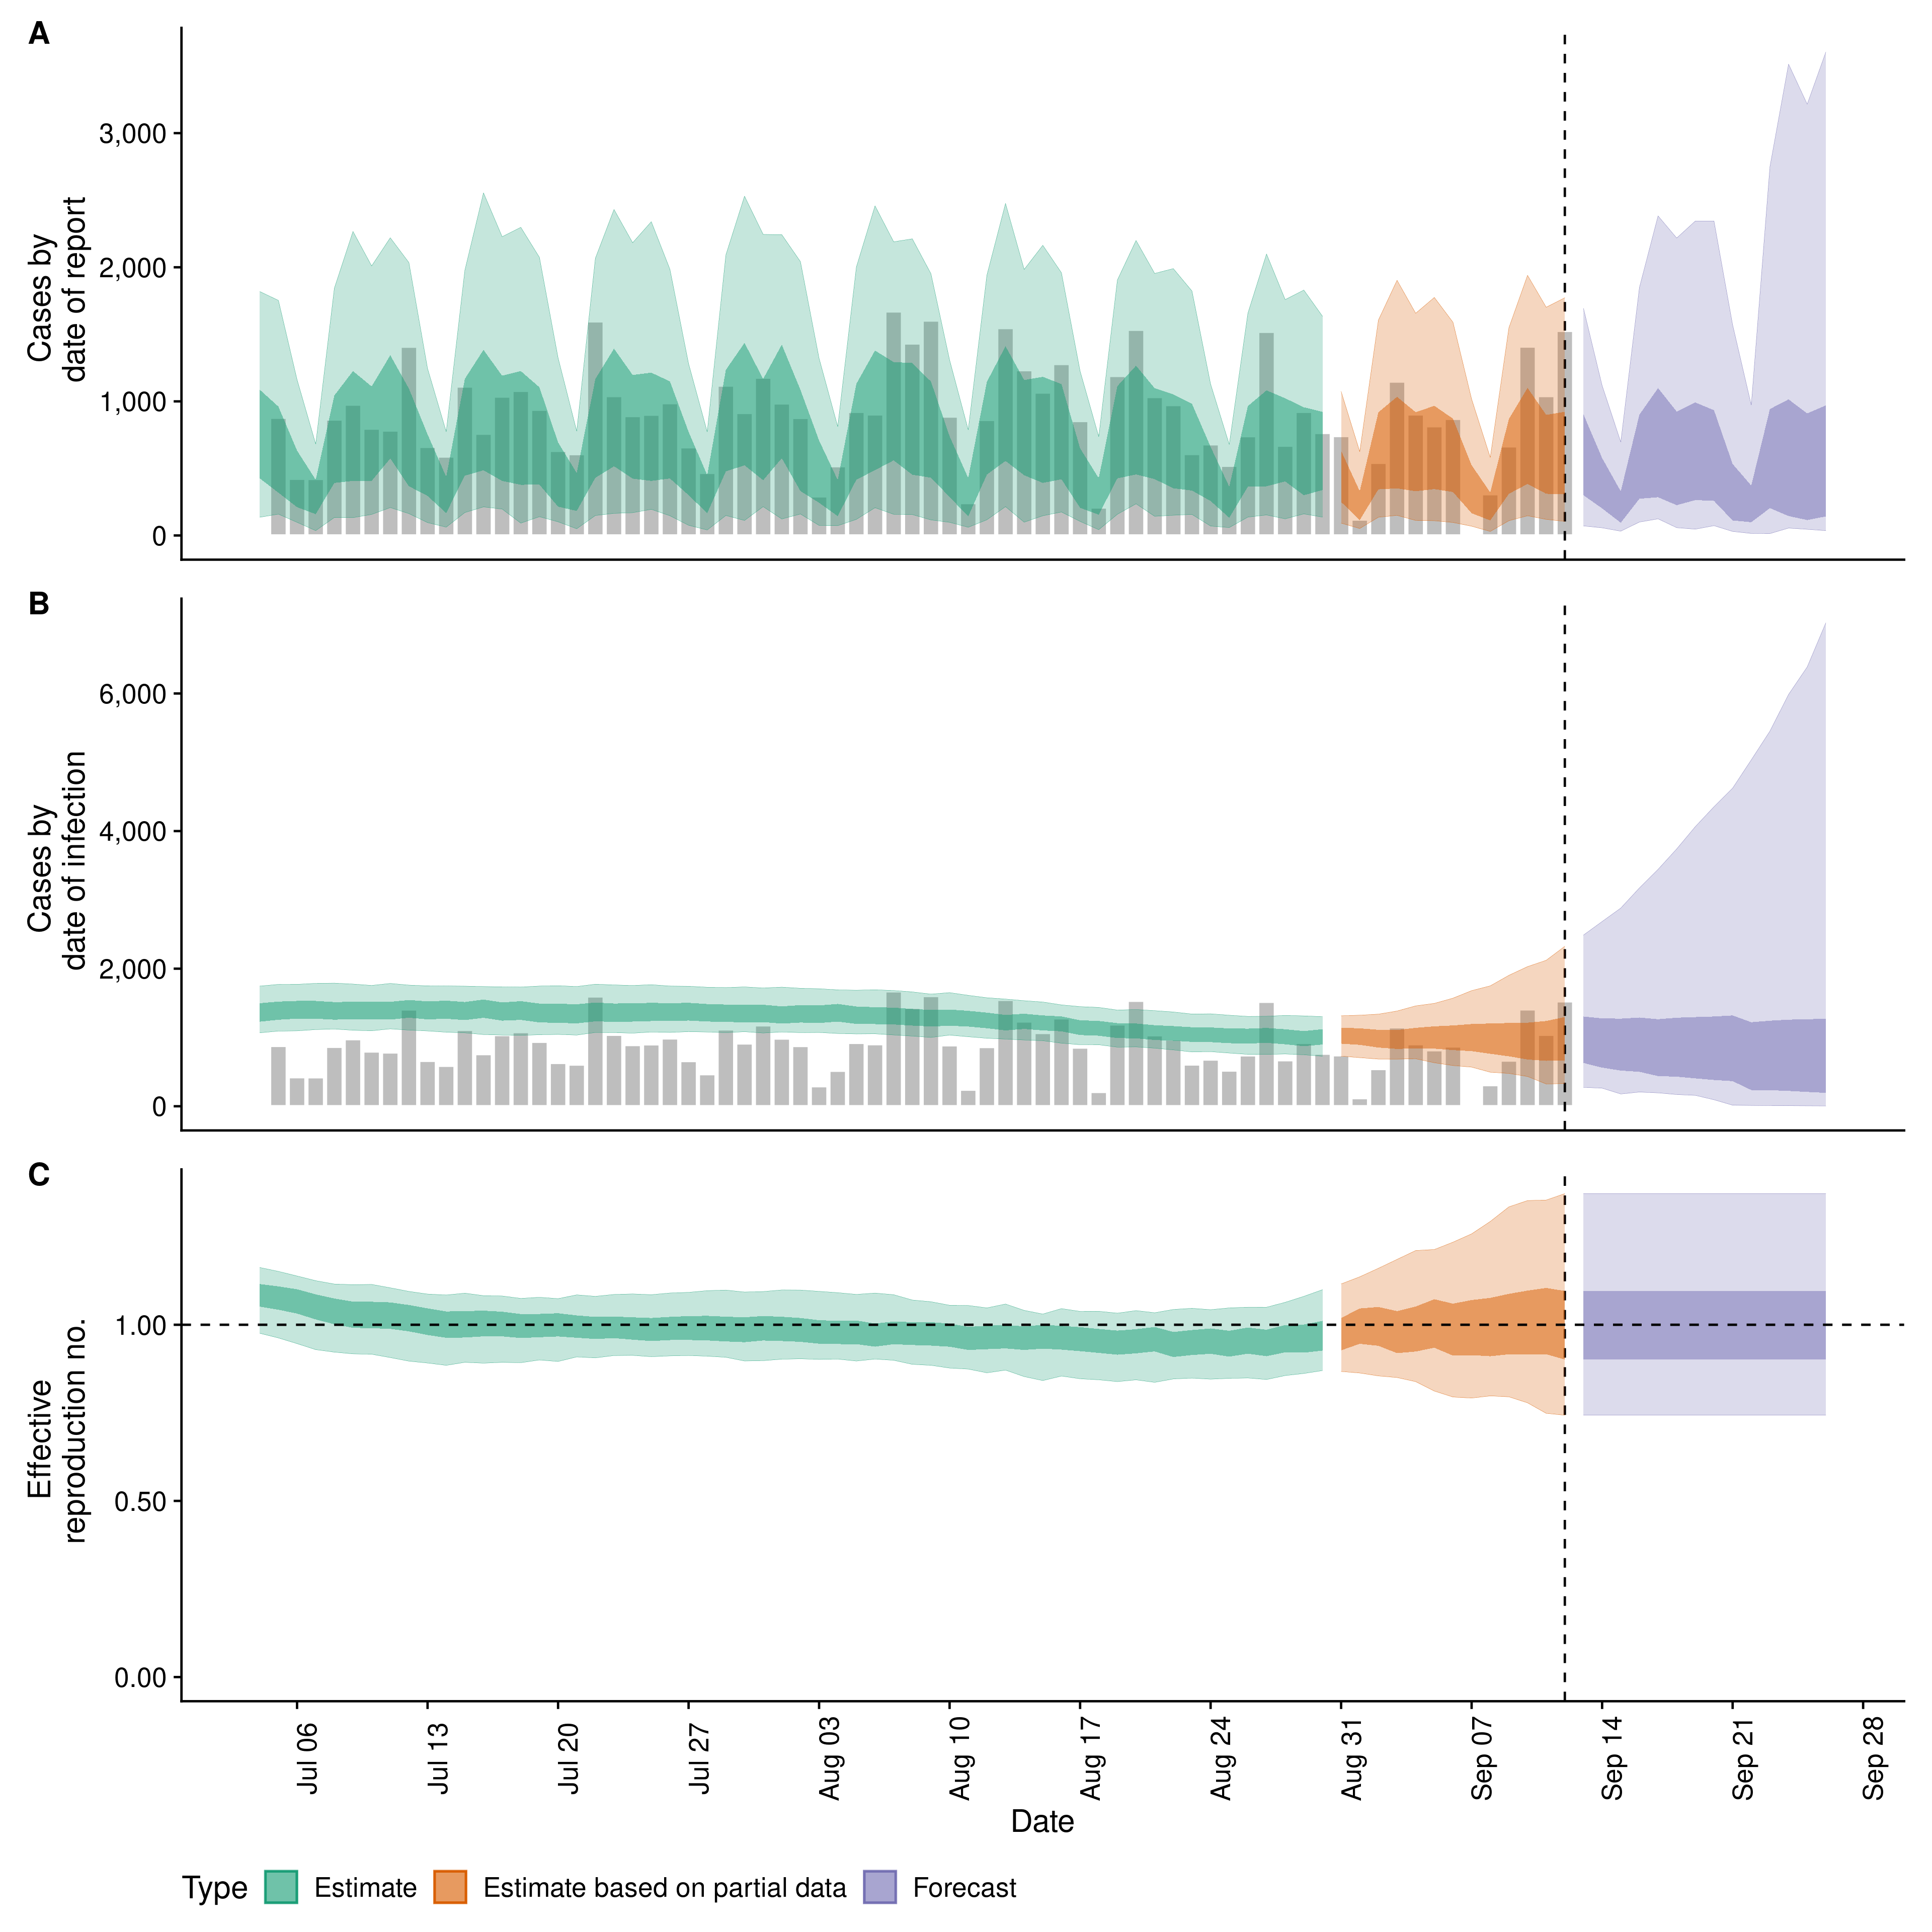 A
Cases by
date of report
3,000
2,000
1,000
0
B
Cases by
date of infection
6,000
4,000
2,000
0
C
Effective
reproduction no.
1.00
0.50
0.00
Jul 06
Jul 13
Jul 20
Jul 27
Aug 03
Aug 10
Aug 17
Aug 24
Aug 31
Sep 07
Sep 14
Sep 21
Sep 28
Date
Type Estimate Estimate based on partial data Forecast